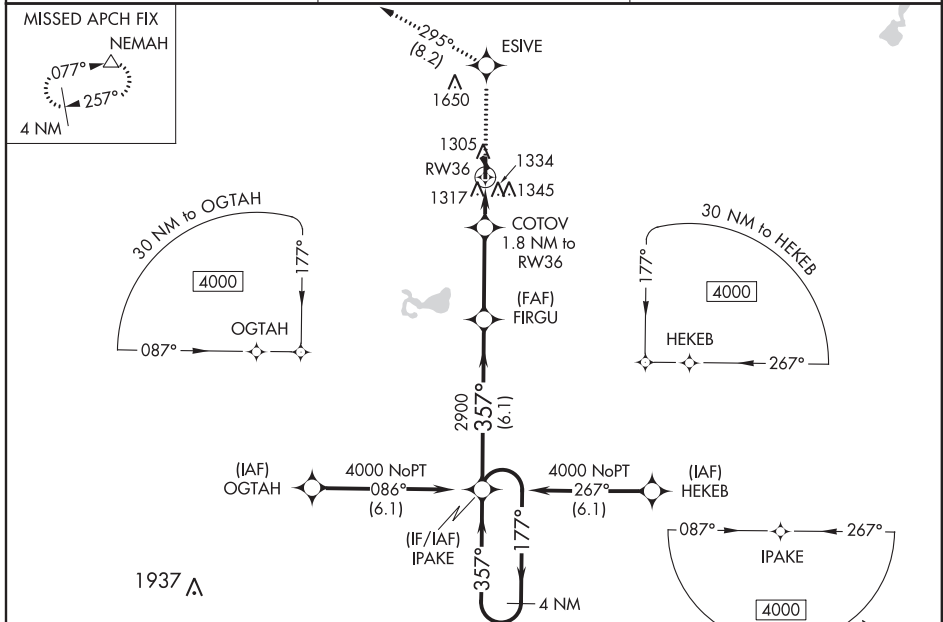 MISSED APCH FIX
NEMAH
077°
257°
4 NM
295°
(8.2)
ESIVE
1650
1305
RW36
1334
1317
1345
COTOV
1.8 NM to
RW36
30 NM to OGTAH
4000
177°
OGTAH
087°
30 NM to HEKEB
177°
4000
HEKEB
267°
(FAF)
FIRGU
2900
357°
(6.1)
(IAF)
OGTAH
4000 NoPT
086°
(6.1)
4000 NoPT
267°
(6.1)
(IAF)
HEKEB
(IF/IAF)
IPAKE
357°
177°
4 NM
087°
267°
IPAKE
4000
1937